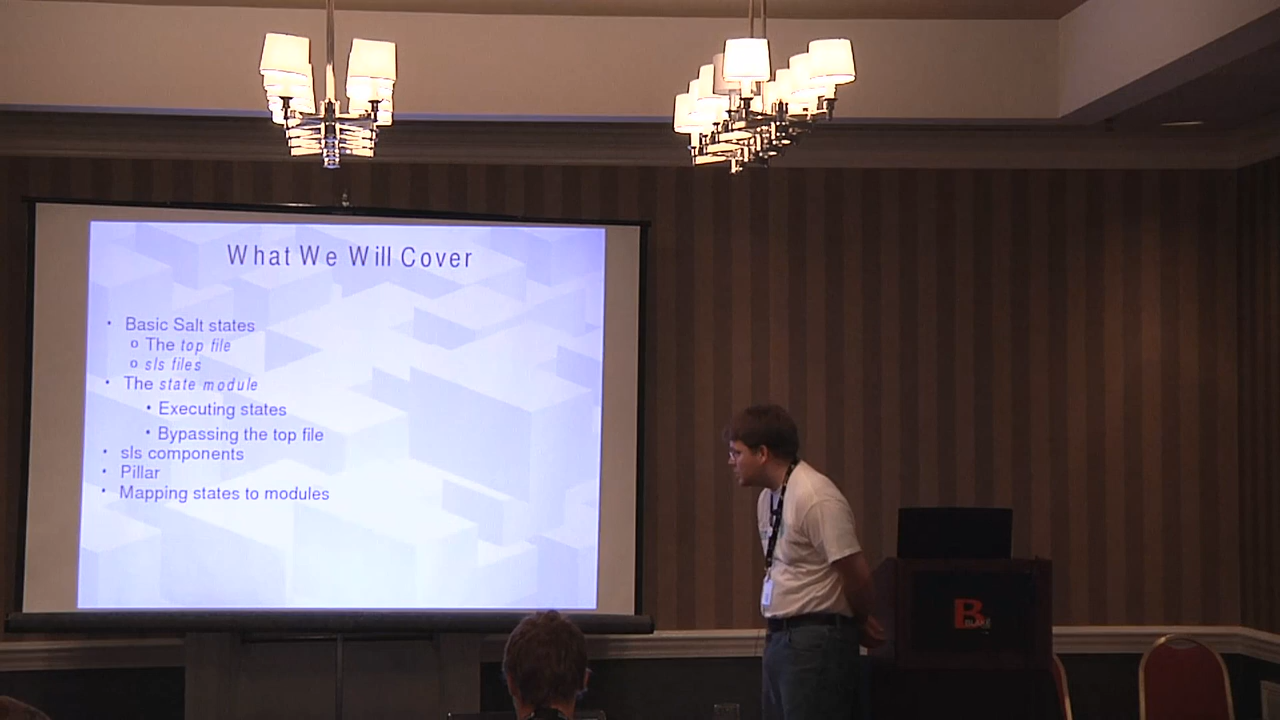 What We Will Cover
• Basic Salt states
o The top file
o sls files
• The state module
• Executing states
• Bypassing the top file
• sls components
• Pillar
• Mapping states to modules
B
BLAKE